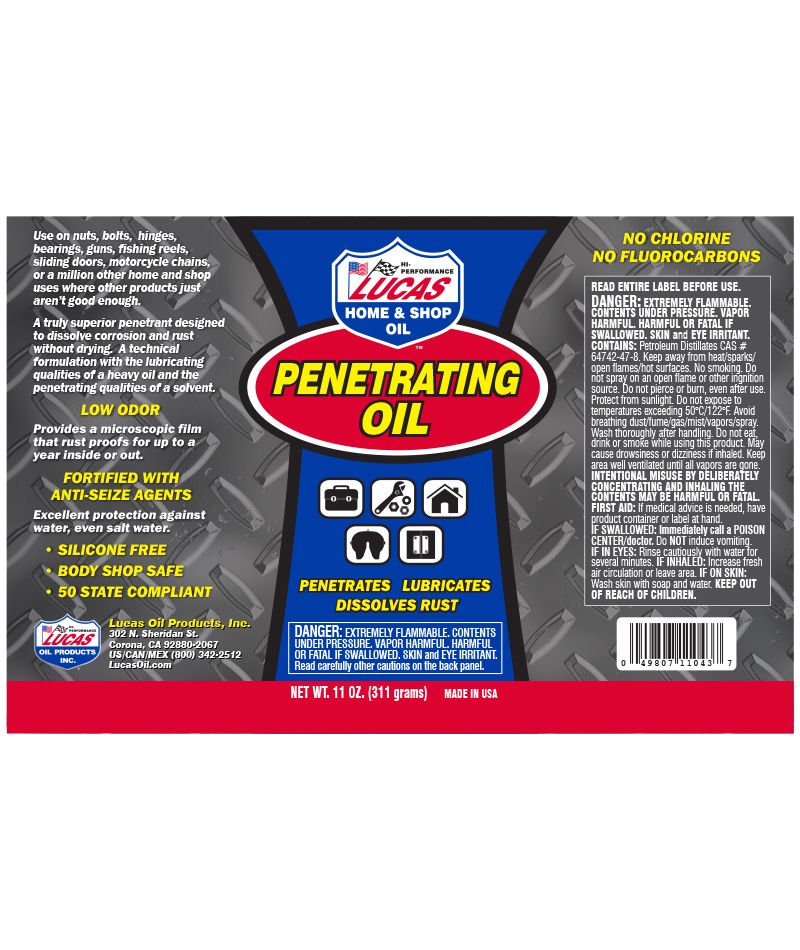 Use on nuts, bolts, hinges,
bearings, guns, fishing reels,
sliding doors, motorcycle chains,
or a million other home and shop
uses where other products just
aren't good enough.
A truly superior penetrant designed
to dissolve corrosion and rust
without drying. A technical
formulation with the lubricating
qualities of a heavy oil and the
penetrating qualities of a solvent.
LOW ODOR
Provides a microscopic film
that rust proofs for up to a
year inside or out.
FORTIFIED WITH
ANTI-SEIZE AGENTS
Excellent protection against
water, even salt water.
• SILICONE FREE
• BODY SHOP SAFE
• 50 STATE COMPLIANT
HI-
PERFORMANCE
LUCAS
OIL PRODUCTS
INC.
Lucas Oil Products, Inc.
302 N. Sheridan St.
Corona, CA 92880-2067
US/CAN/MEX (800) 342-2512
LucasOil.com
HI-
PERFORMANCE
LUCAS
HOME & SHOP
OIL
™
PENETRATING
OIL
PENETRATES LUBRICATES
DISSOLVES RUST
DANGER: EXTREMELY FLAMMABLE. CONTENTS
UNDER PRESSURE. VAPOR HARMFUL. HARMFUL
OR FATAL IF SWALLOWED. SKIN and EYE IRRITANT.
Read carefully other cautions on the back panel.
NET WT. 11 OZ. (311 grams) MADE IN USA
NO CHLORINE
NO FLUOROCARBONS
READ ENTIRE LABEL BEFORE USE.
DANGER: EXTREMELY FLAMMABLE.
CONTENTS UNDER PRESSURE. VAPOR
HARMFUL. HARMFUL OR FATAL IF
SWALLOWED. SKIN and EYE IRRITANT.
CONTAINS: Petroleum Distillates CAS #
64742-47-8. Keep away from heat/sparks/
open flames/hot surfaces. No smoking. Do
not spray on an open flame or other ingnition
source. Do not pierce or burn, even after use.
Protect from sunlight. Do not expose to
temperatures exceeding 50°C/122°F. Avoid
breathing dust/fume/gas/mist/vapors/spray.
Wash thoroughly after handling. Do not eat,
drink or smoke while using this product. May
cause drowsiness or dizziness if inhaled. Keep
area well ventilated until all vapors are gone.
INTENTIONAL MISUSE BY DELIBERATELY
CONCENTRATING AND INHALING THE
CONTENTS MAY BE HARMFUL OR FATAL.
FIRST AID: If medical advice is needed, have
product container or label at hand.
IF SWALLOWED: Immediately call a POISON
CENTER/doctor. Do NOT induce vomiting.
IF IN EYES: Rinse cautiously with water for
several minutes. IF INHALED: Increase fresh
air circulation or leave area. IF ON SKIN:
Wash skin with soap and water. KEEP OUT
OF REACH OF CHILDREN.
0 49807 11043 7